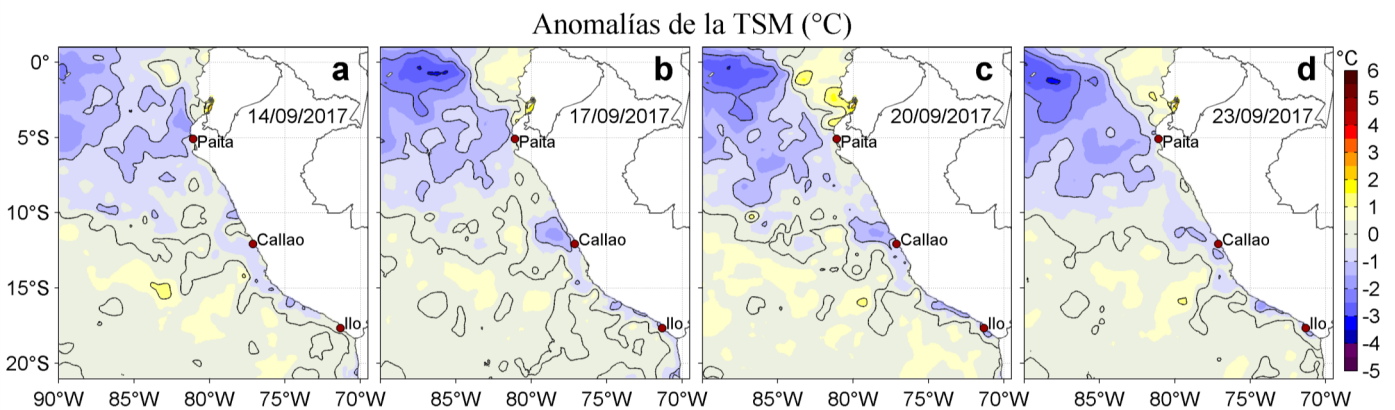 Anomalías de la TSM (°C)
a
14/09/2017
Paita
Callao
Ilo
b
17/09/2017
Paita
Callao
Ilo
c
20/09/2017
Paita
Callao
Ilo
d
23/09/2017
Paita
Callao
Ilo
0°
5°S
10°S
15°S
20°S
90°W 85°W 80°W 75°W 70°W
85°W 80°W 75°W 70°W
85°W 80°W 75°W 70°W
85°W 80°W 75°W 70°W
°C
6
5
4
3
2
1
0
-1
-2
-3
-4
-5